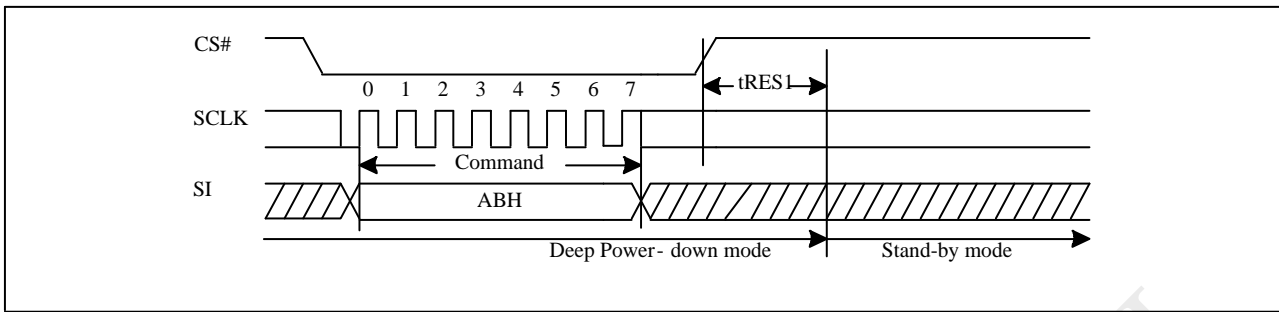 CS#
tRES1
0 1 2 3 4 5 6 7
SCLK
Command
SI
ABH
Deep Power- down mode
Stand-by mode